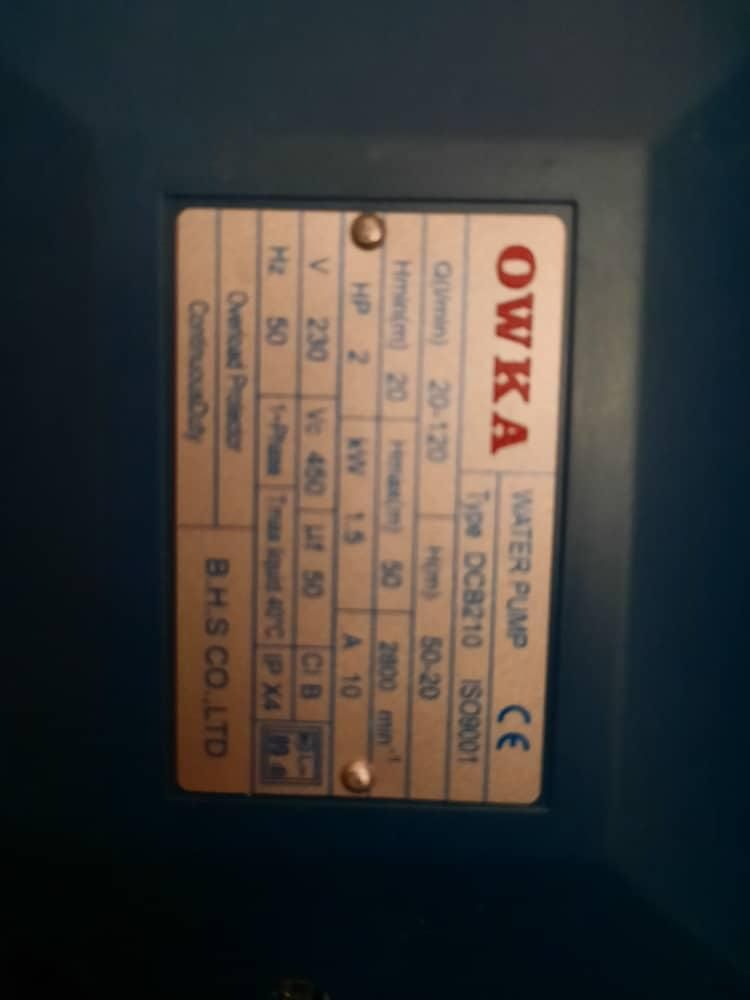 OWKA
WATER PUMP CE
Type DCB210 ISO9001
Q(l/min) 20-120 H(m) 50-20
Hmin(m) 20 Hmax(m) 50 2800 min⁻¹
HP 2 kW 1.5 A 10
V 230 Vc 450 µf 50 Cl B
Hz 50 1~Phase Tmax liquid 40°C IP X4
Overload Protector
ContinuousDuty
B.H.S CO.,LTD